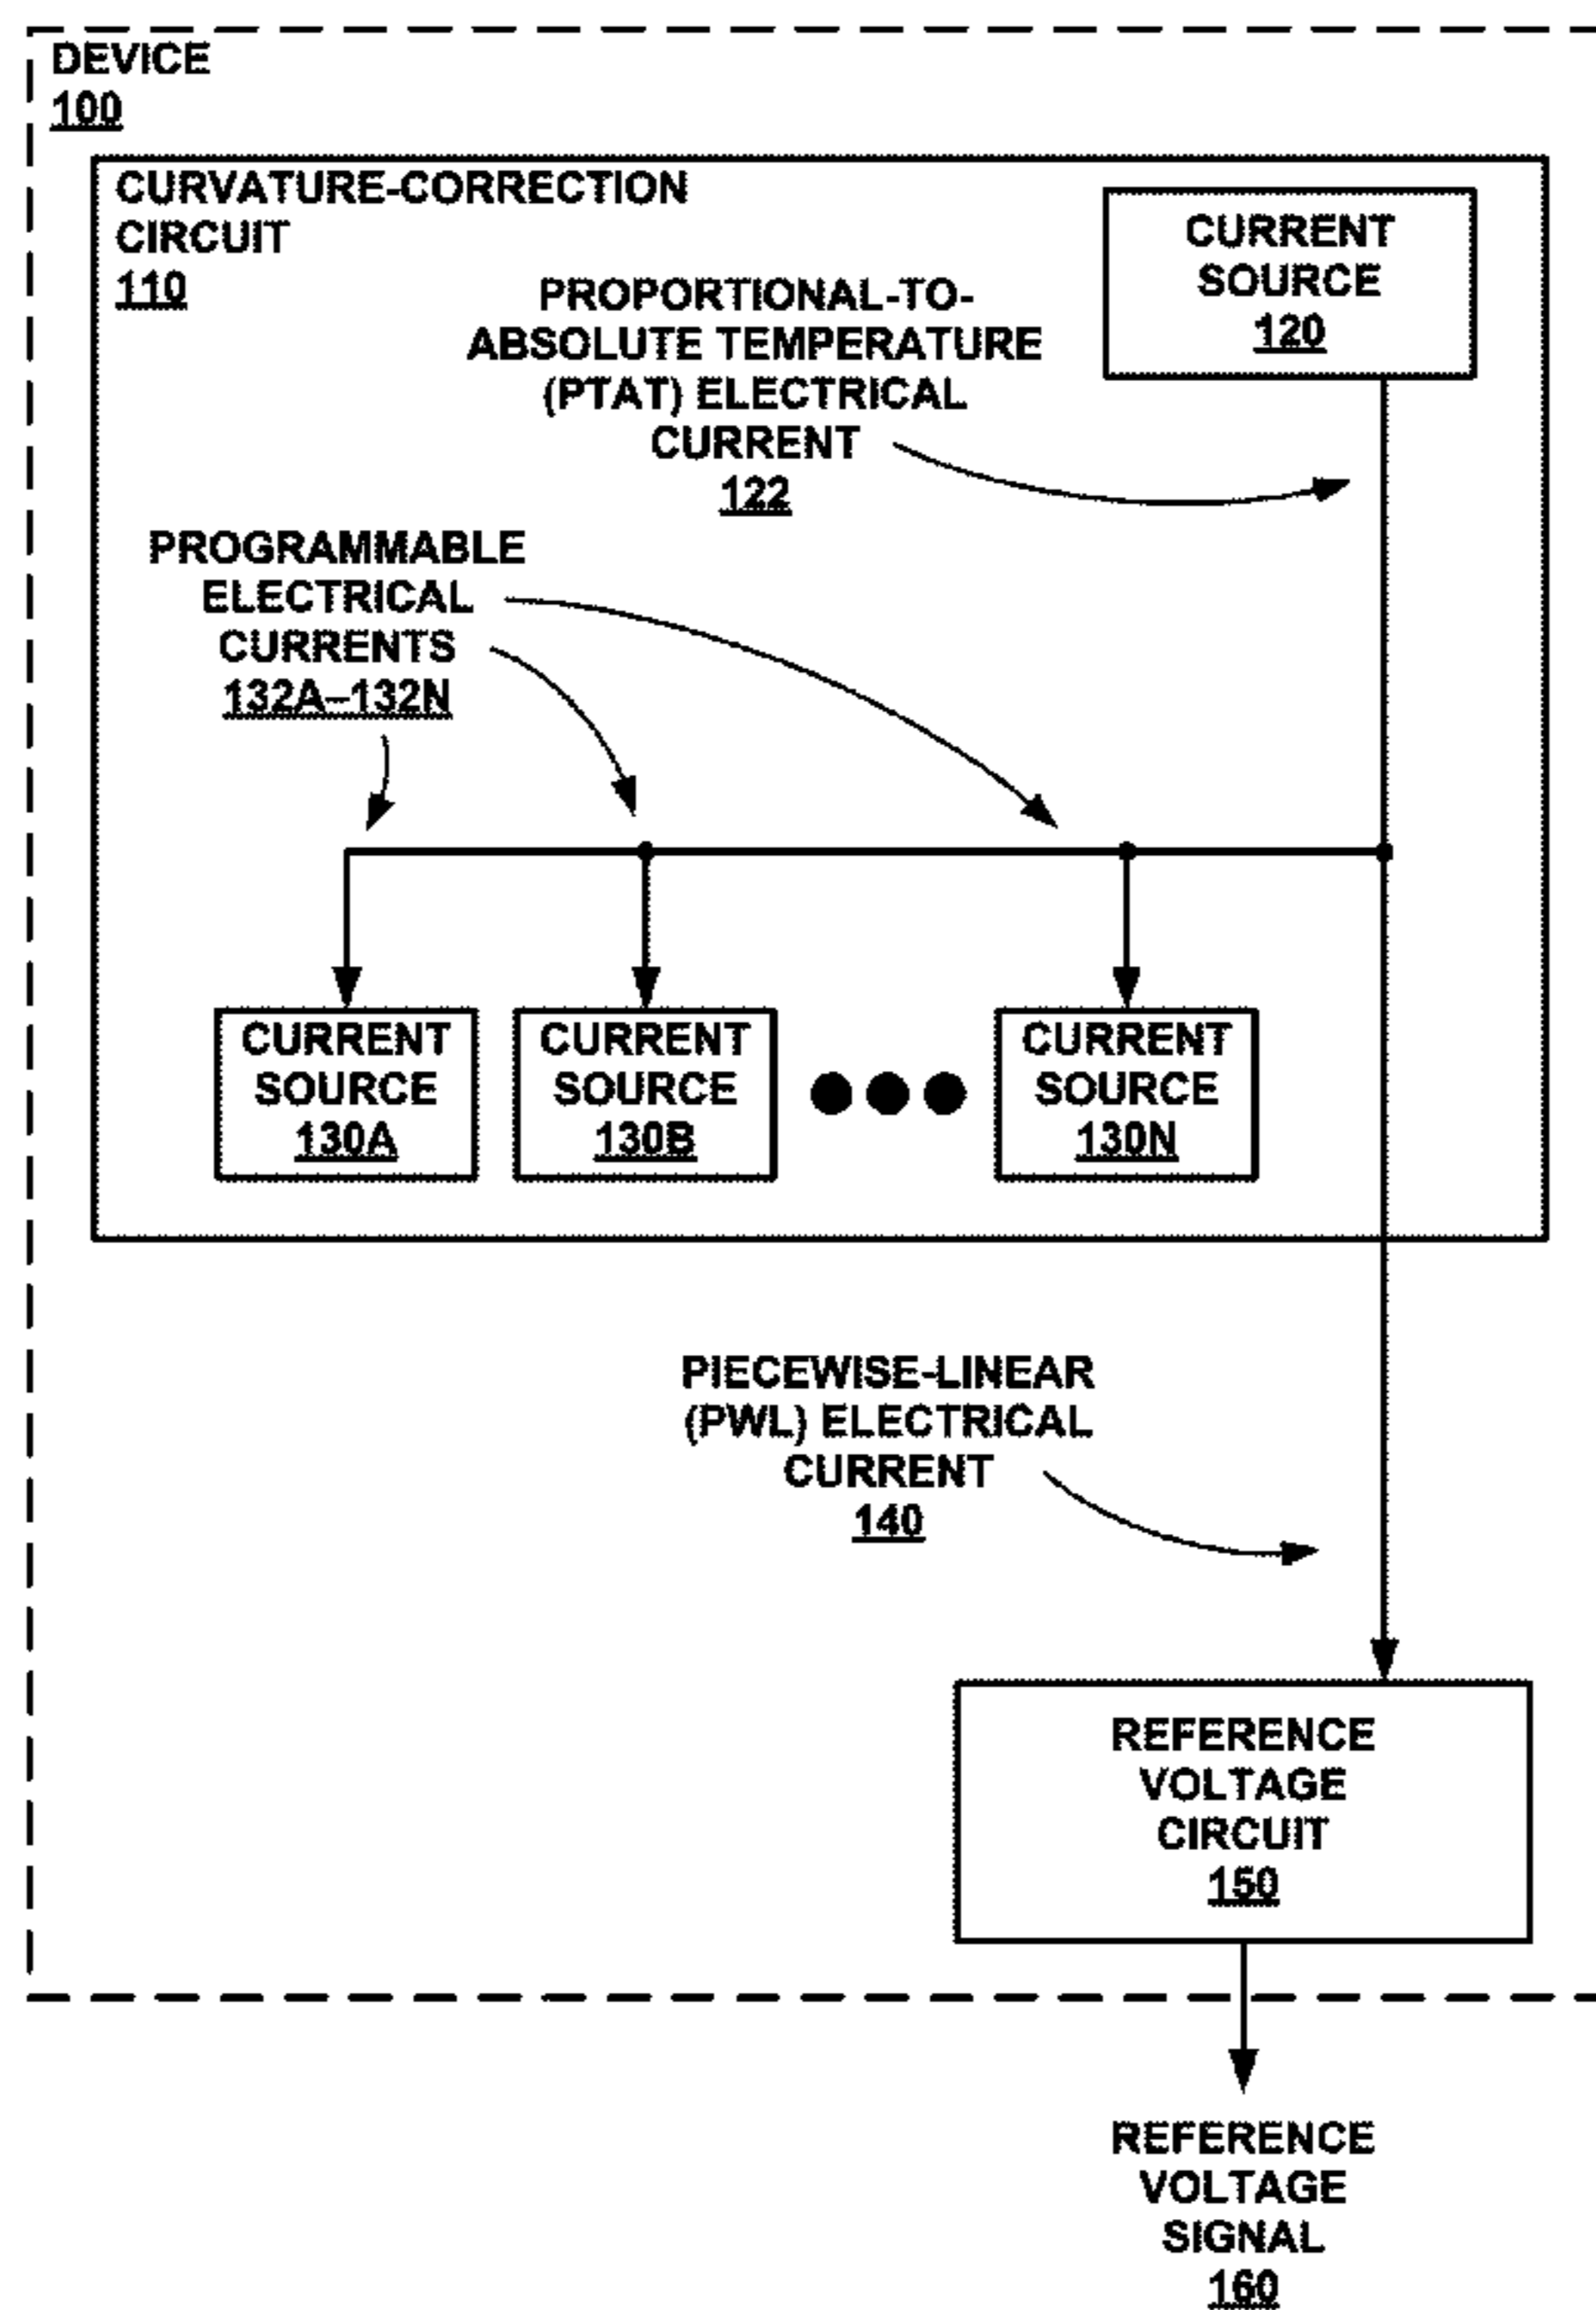 DEVICE
100
CURVATURE-CORRECTION
CIRCUIT
110
CURRENT
SOURCE
120
PROPORTIONAL-TO-
ABSOLUTE TEMPERATURE
(PTAT) ELECTRICAL
CURRENT
122
PROGRAMMABLE
ELECTRICAL
CURRENTS
132A–132N
CURRENT
SOURCE
130A
CURRENT
SOURCE
130B
CURRENT
SOURCE
130N
PIECEWISE-LINEAR
(PWL) ELECTRICAL
CURRENT
140
REFERENCE
VOLTAGE
CIRCUIT
150
REFERENCE
VOLTAGE
SIGNAL
160